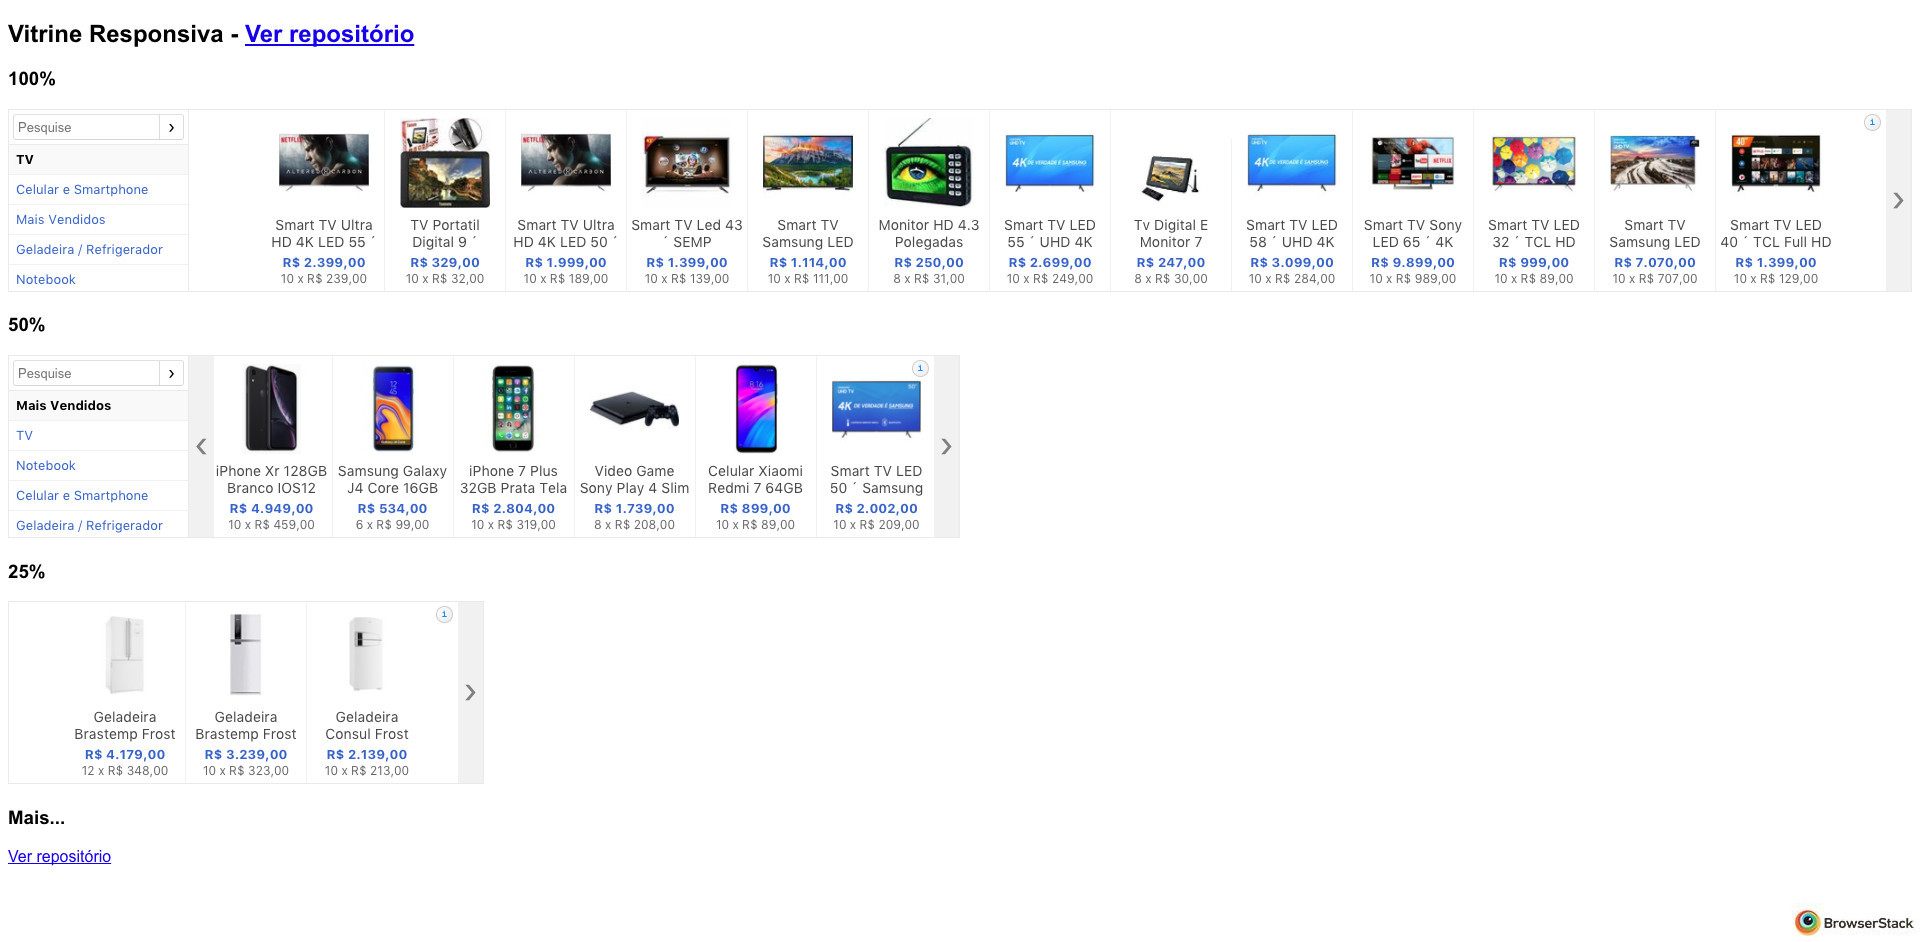 Vitrine Responsiva - Ver repositório
100%
Pesquise
TV
Celular e Smartphone
Mais Vendidos
Geladeira / Refrigerador
Notebook
Smart TV Ultra
HD 4K LED 55 ´
R$ 2.399,00
10 x R$ 239,00
TV Portatil
Digital 9 ´
R$ 329,00
10 x R$ 32,00
Smart TV Ultra
HD 4K LED 50 ´
R$ 1.999,00
10 x R$ 189,00
Smart TV Led 43
´ SEMP
R$ 1.399,00
10 x R$ 139,00
Smart TV
Samsung LED
R$ 1.114,00
10 x R$ 111,00
Monitor HD 4.3
Polegadas
R$ 250,00
8 x R$ 31,00
Smart TV LED
55 ´ UHD 4K
R$ 2.699,00
10 x R$ 249,00
Tv Digital E
Monitor 7
R$ 247,00
8 x R$ 30,00
Smart TV LED
58 ´ UHD 4K
R$ 3.099,00
10 x R$ 284,00
Smart TV Sony
LED 65 ´ 4K
R$ 9.899,00
10 x R$ 989,00
Smart TV LED
32 ´ TCL HD
R$ 999,00
10 x R$ 89,00
Smart TV
Samsung LED
R$ 7.070,00
10 x R$ 707,00
Smart TV LED
40 ´ TCL Full HD
R$ 1.399,00
10 x R$ 129,00
50%
Pesquise
Mais Vendidos
TV
Notebook
Celular e Smartphone
Geladeira / Refrigerador
iPhone Xr 128GB
Branco IOS12
R$ 4.949,00
10 x R$ 459,00
Samsung Galaxy
J4 Core 16GB
R$ 534,00
6 x R$ 99,00
iPhone 7 Plus
32GB Prata Tela
R$ 2.804,00
10 x R$ 319,00
Video Game
Sony Play 4 Slim
R$ 1.739,00
8 x R$ 208,00
Celular Xiaomi
Redmi 7 64GB
R$ 899,00
10 x R$ 89,00
4K DE VERDADE É SAMSUNG
Smart TV LED
50 ´ Samsung
R$ 2.002,00
10 x R$ 209,00
25%
Geladeira
Brastemp Frost
R$ 4.179,00
12 x R$ 348,00
Geladeira
Brastemp Frost
R$ 3.239,00
10 x R$ 323,00
Geladeira
Consul Frost
R$ 2.139,00
10 x R$ 213,00
Mais...
Ver repositório
BrowserStack